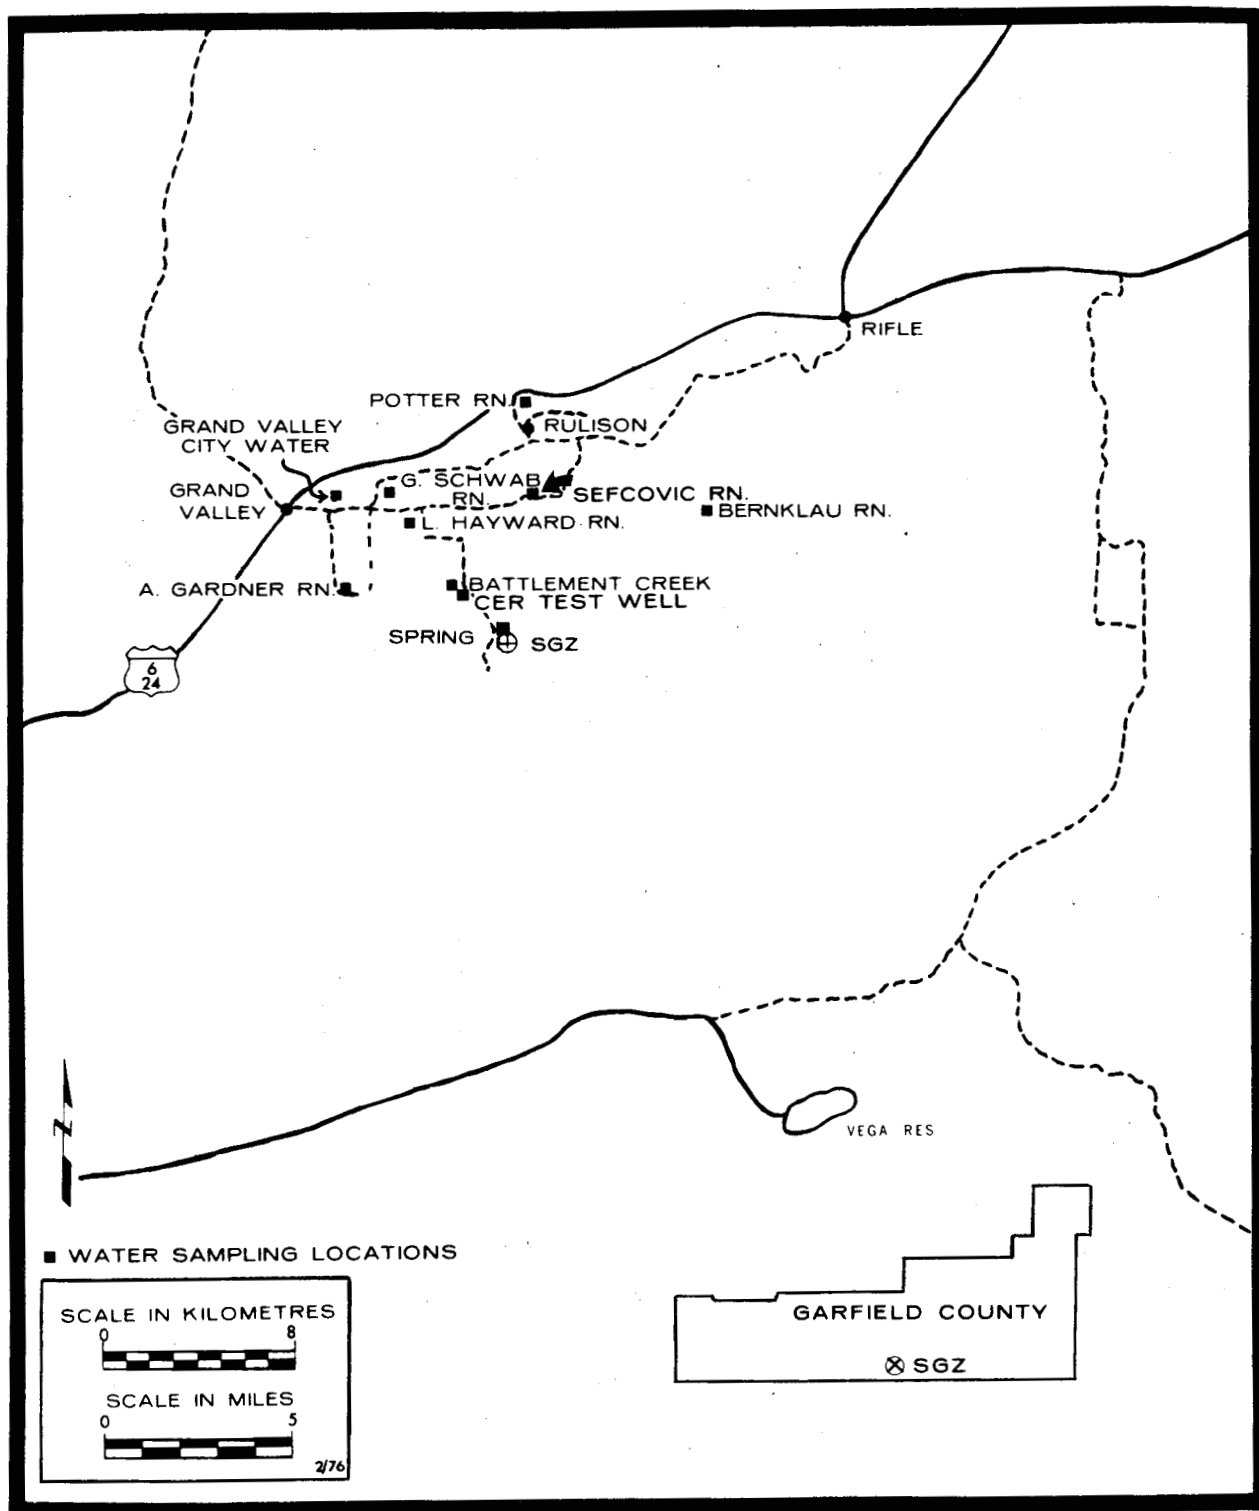 RIFLE
POTTER RN.
GRAND VALLEY
CITY WATER
RULISON
GRAND
VALLEY
G. SCHWAB
RN.
SEFCOVIC RN.
BERNKLAU RN.
L. HAYWARD RN.
A. GARDNER RN.
BATTLEMENT CREEK
CER TEST WELL
SPRING
SGZ
6
24
VEGA RES
N
WATER SAMPLING LOCATIONS
SCALE IN KILOMETRES
0 8
SCALE IN MILES
0 5
2/76
GARFIELD COUNTY
SGZ